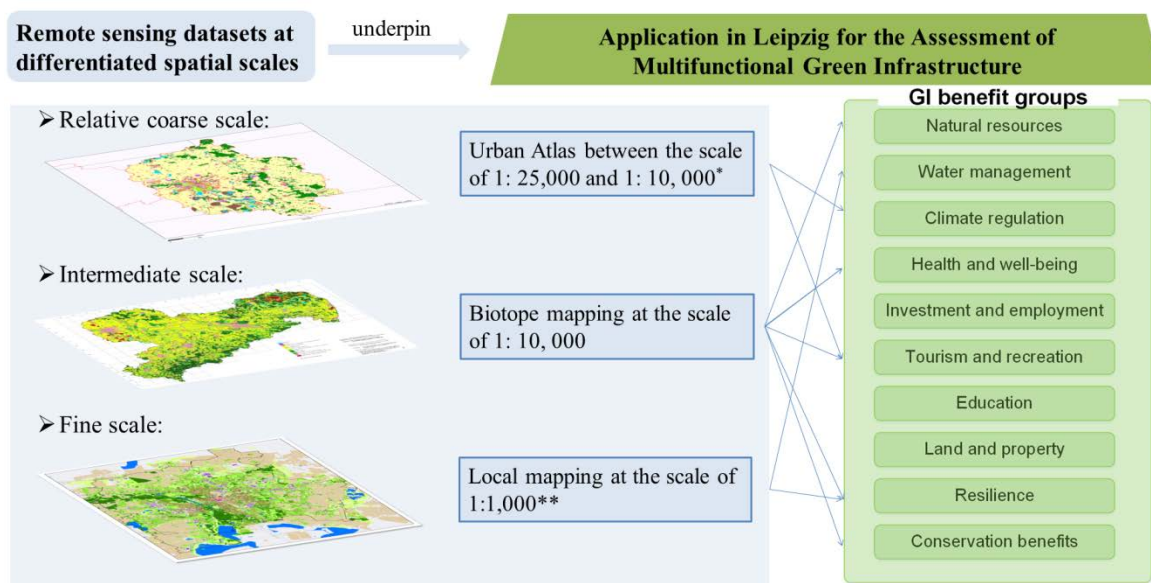 Remote sensing datasets at
differentiated spatial scales
underpin
Application in Leipzig for the Assessment of
Multifunctional Green Infrastructure
➢ Relative coarse scale:
Urban Atlas between the scale
of 1: 25,000 and 1: 10, 000*
➢ Intermediate scale:
Biotope mapping at the scale
of 1: 10, 000
➢ Fine scale:
Local mapping at the scale of
1:1,000**
GI benefit groups
Natural resources
Water management
Climate regulation
Health and well-being
Investment and employment
Tourism and recreation
Education
Land and property
Resilience
Conservation benefits